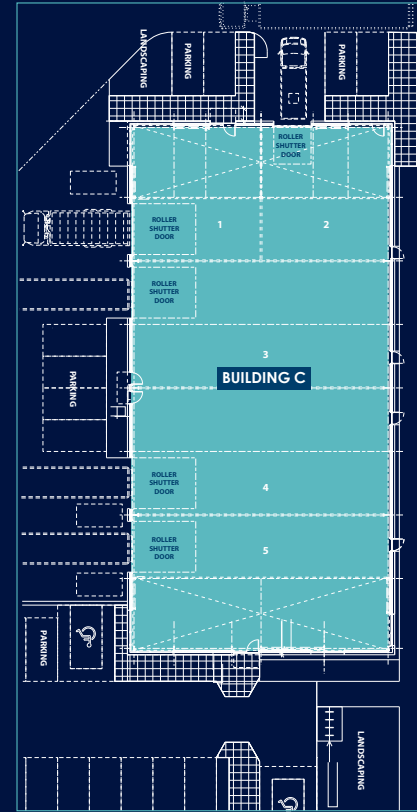 LANDSCAPING
PARKING
PARKING
ROLLER
SHUTTER
DOOR
ROLLER
SHUTTER
DOOR
1
2
ROLLER
SHUTTER
DOOR
3
BUILDING C
PARKING
ROLLER
SHUTTER
DOOR
4
ROLLER
SHUTTER
DOOR
5
PARKING
LANDSCAPING